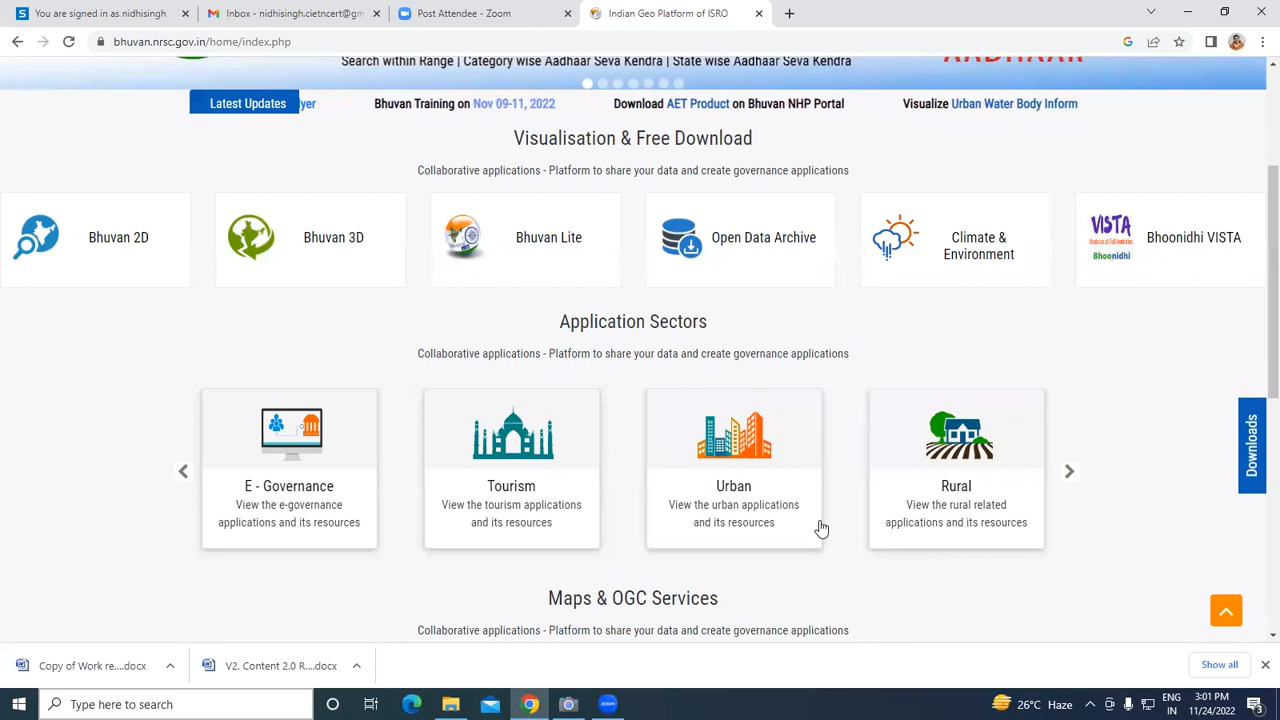 You are signed in as nidhisingh
Inbox - nidhisingh.cietncert@gm
Post Attendee - Zoom
Indian Geo Platform of ISRO
bhuvan.nrsc.gov.in/home/index.php
Search within Range | Category wise Aadhaar Seva Kendra | State wise Aadhaar Seva Kendra
AADHAAR
Latest Updates
lyer
Bhuvan Training on Nov 09-11, 2022
Download AET Product on Bhuvan NHP Portal
Visualize Urban Water Body Inform
Visualisation & Free Download
Collaborative applications - Platform to share your data and create governance applications
Bhuvan 2D
Bhuvan 3D
Bhuvan Lite
Open Data Archive
Climate &
Environment
VISTA
Bhoonidhi
Bhoonidhi VISTA
Application Sectors
Collaborative applications - Platform to share your data and create governance applications
E - Governance
View the e-governance
applications and its resources
Tourism
View the tourism applications
and its resources
Urban
View the urban applications
and its resources
Rural
View the rural related
applications and its resources
Downloads
Maps & OGC Services
Collaborative applications - Platform to share your data and create governance applications
Copy of Work re....docx
V2. Content 2.0 R....docx
Show all
Type here to search
zoom
26°C Haze
ENG
IN
3:01 PM
11/24/2022
3